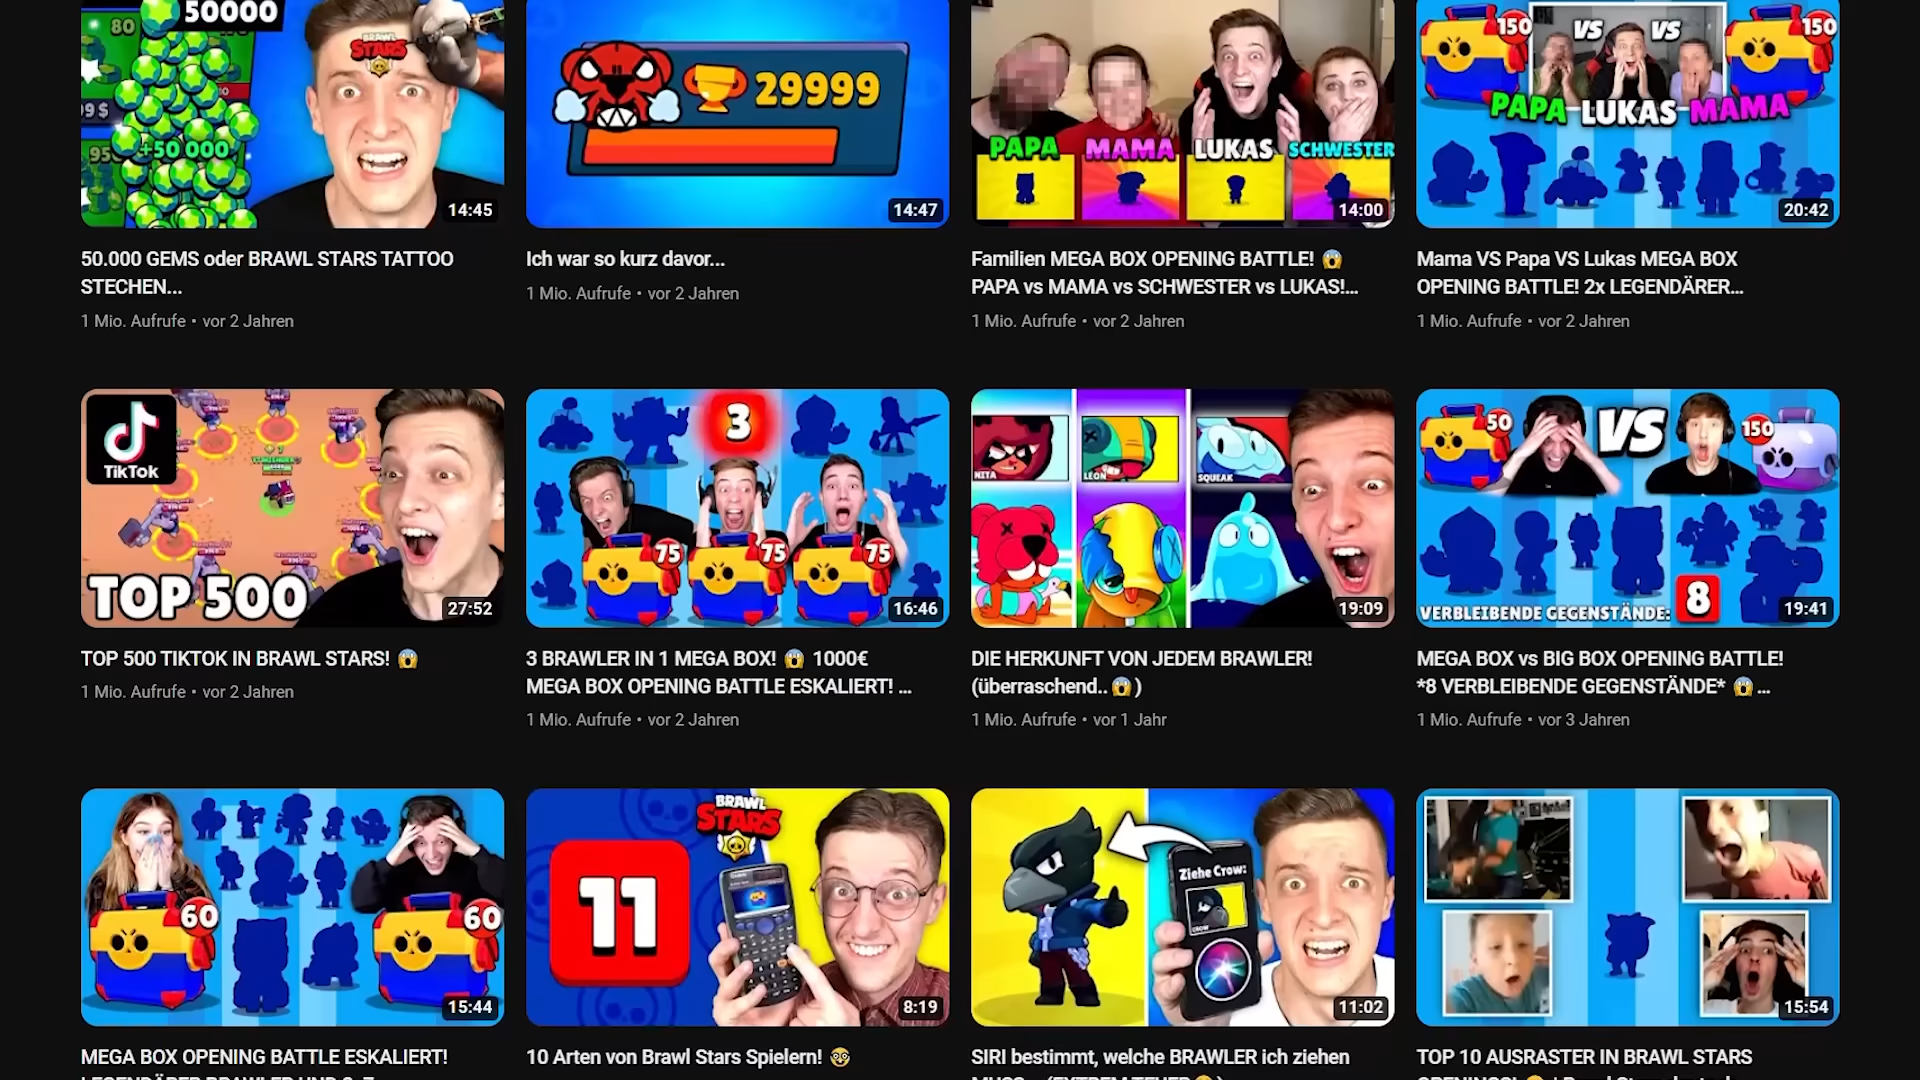 50000
80
99$
950
+50 000
BRAWL
STARS
14:45
29999
14:47
PAPA
MAMA
LUKAS
SCHWESTER
14:00
150
VS
VS
150
PAPA LUKAS MAMA
20:42
50.000 GEMS oder BRAWL STARS TATTOO
STECHEN...
1 Mio. Aufrufe • vor 2 Jahren
Ich war so kurz davor...
1 Mio. Aufrufe • vor 2 Jahren
Familien MEGA BOX OPENING BATTLE! 😱
PAPA vs MAMA vs SCHWESTER vs LUKAS!...
1 Mio. Aufrufe • vor 2 Jahren
Mama VS Papa VS Lukas MEGA BOX
OPENING BATTLE! 2x LEGENDÄRER...
1 Mio. Aufrufe • vor 2 Jahren
TikTok
TOP 500
27:52
3
75
75
75
16:46
NITA
LEON
SQUEAK
19:09
50
VS
150
VERBLEIBENDE GEGENSTÄNDE: 8
19:41
TOP 500 TIKTOK IN BRAWL STARS! 😱
1 Mio. Aufrufe • vor 2 Jahren
3 BRAWLER IN 1 MEGA BOX! 😱 1000€
MEGA BOX OPENING BATTLE ESKALIERT! ...
1 Mio. Aufrufe • vor 2 Jahren
DIE HERKUNFT VON JEDEM BRAWLER!
(überraschend.. 😱)
1 Mio. Aufrufe • vor 1 Jahr
MEGA BOX vs BIG BOX OPENING BATTLE!
*8 VERBLEIBENDE GEGENSTÄNDE* 😱 ...
1 Mio. Aufrufe • vor 3 Jahren
60
60
15:44
BRAWL
STARS
11
8:19
Ziehe Crow:
CROW
11:02
15:54
MEGA BOX OPENING BATTLE ESKALIERT!
LEGENDÄRER BRAWLER UND
10 Arten von Brawl Stars Spielern! 🤓
SIRI bestimmt, welche BRAWLER ich ziehen
MUSS... (EXTREM TEUER
TOP 10 AUSRASTER IN BRAWL STARS
OPENINGS!